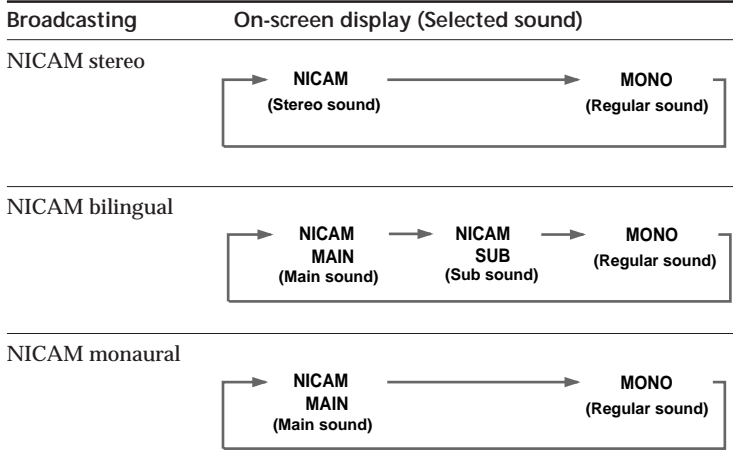 Broadcasting On-screen display (Selected sound)
NICAM stereo
NICAM MONO
(Stereo sound) (Regular sound)
NICAM bilingual
NICAM NICAM MONO
MAIN SUB (Regular sound)
(Main sound) (Sub sound)
NICAM monaural
NICAM MONO
MAIN (Regular sound)
(Main sound)